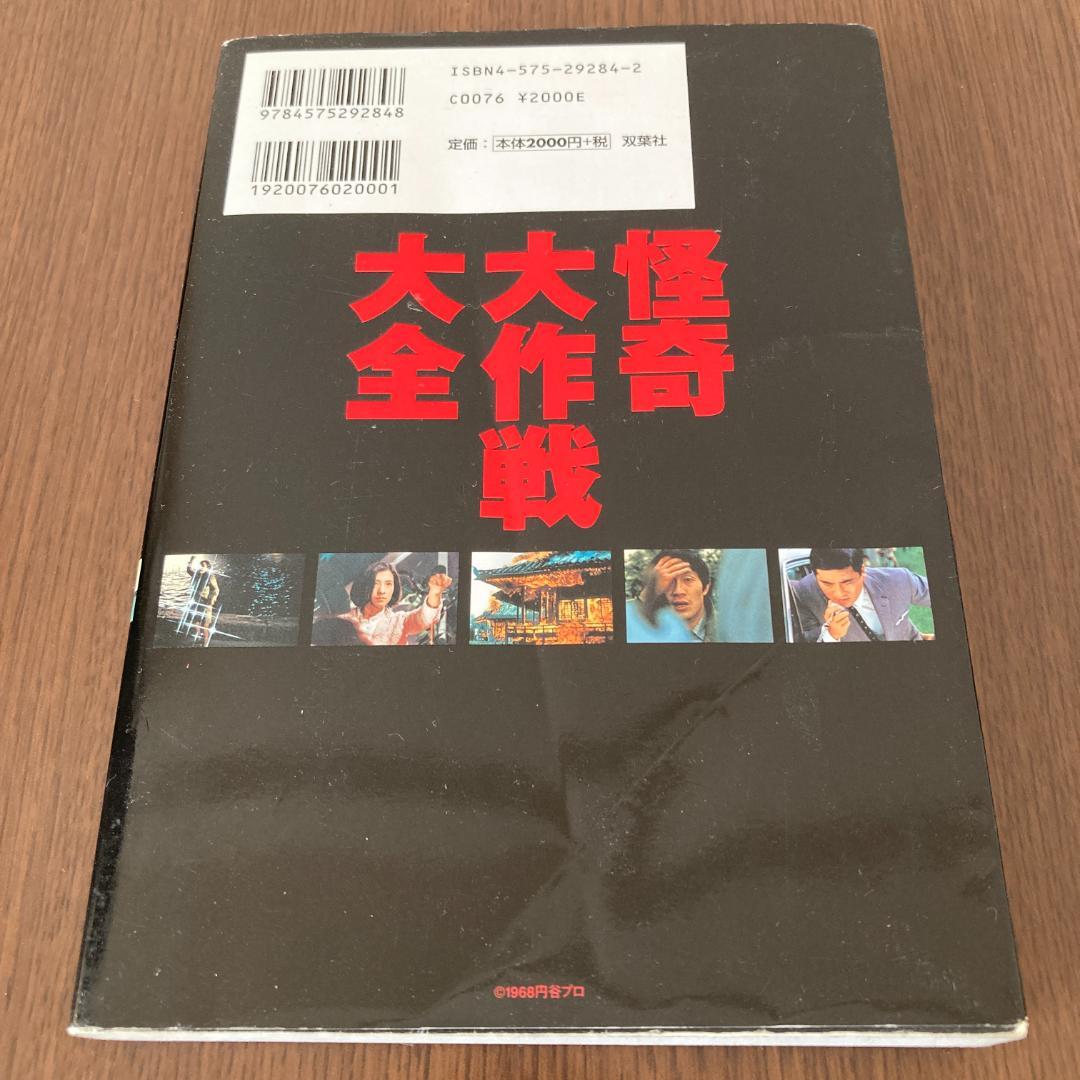 ISBN4-575-29284-2
9784575292848
C0076 ¥2000E
定価：本体2000円+税 双葉社
1920076020001
怪奇
大作戦
大全
©1968円谷プロ